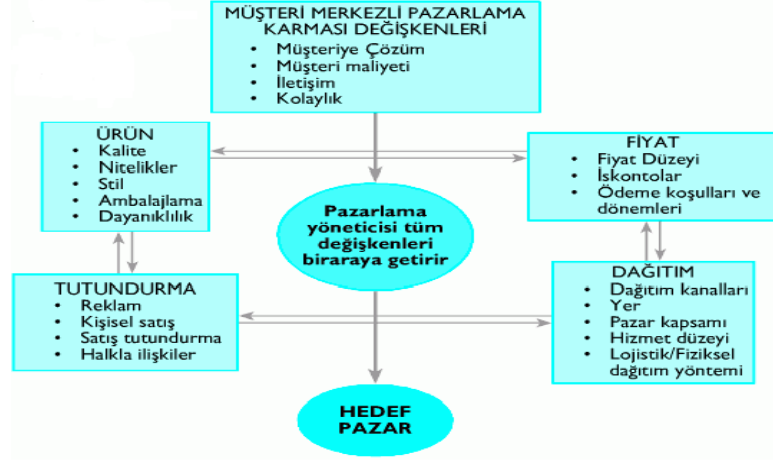 MÜŞTERİ MERKEZLİ PAZARLAMA
KARMASI DEĞİŞKENLERİ
• Müşteriye Çözüm
• Müşteri maliyeti
• İletişim
• Kolaylık
ÜRÜN
• Kalite
• Nitelikler
• Stil
• Ambalajlama
• Dayanıklılık
FİYAT
• Fiyat Düzeyi
• İskontolar
• Ödeme koşulları ve
dönemleri
Pazarlama
yöneticisi tüm
değişkenleri
biraraya getirir
TUTUNDURMA
• Reklam
• Kişisel satış
• Satış tutundurma
• Halkla ilişkiler
DAĞITIM
• Dağıtım kanalları
• Yer
• Pazar kapsamı
• Hizmet düzeyi
• Lojistik/Fiziksel
dağıtım yöntemi
HEDEF
PAZAR